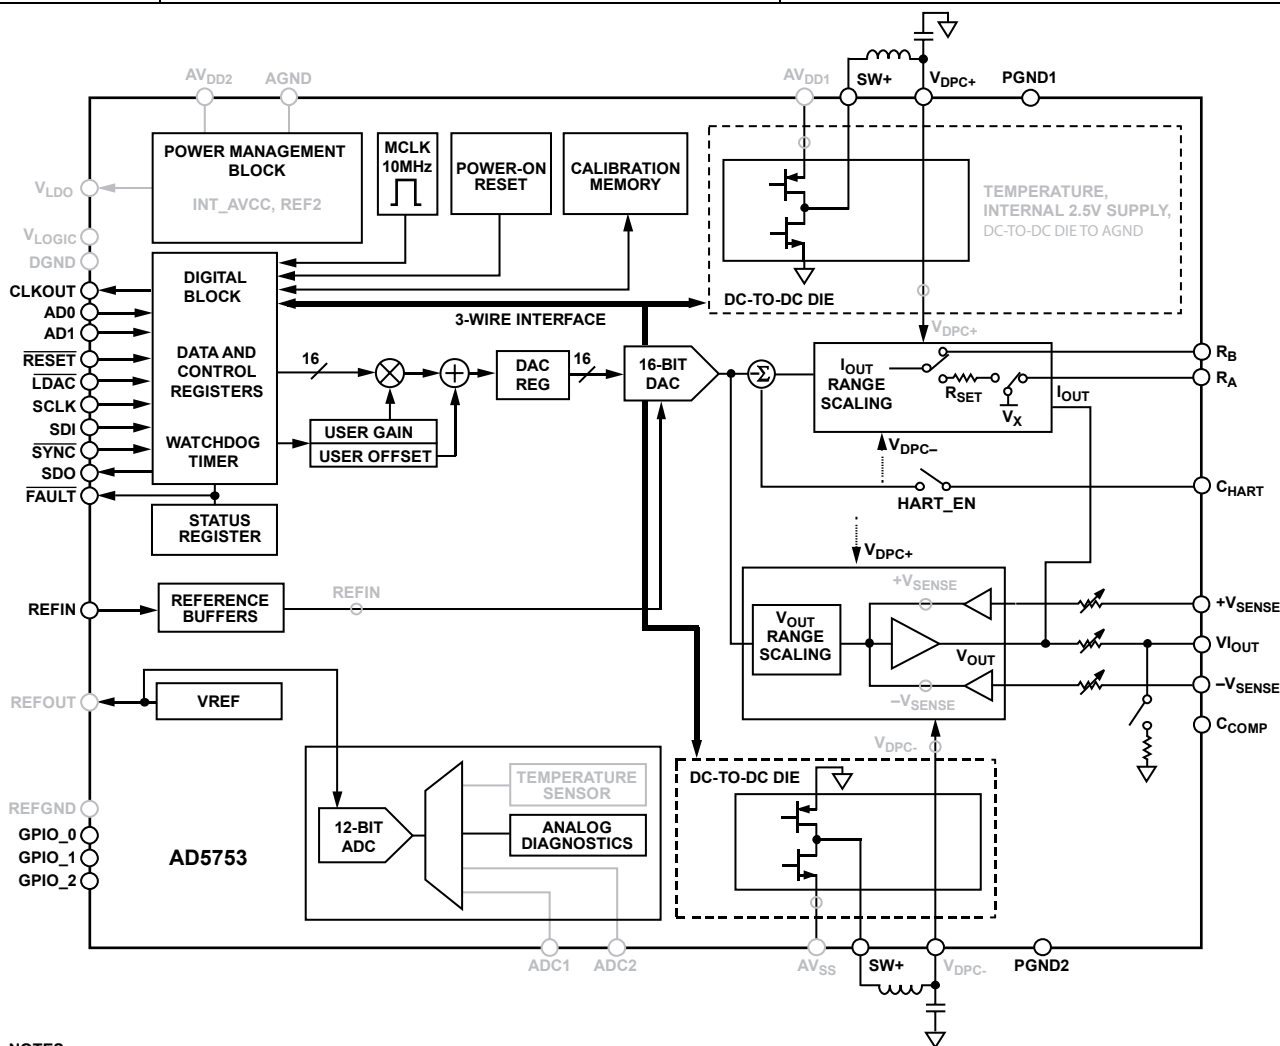 AVDD2
AGND
AVDD1
SW+
VDPC+
PGND1
POWER MANAGEMENT
BLOCK
INT_AVCC, REF2
MCLK
10MHz
POWER-ON
RESET
CALIBRATION
MEMORY
TEMPERATURE,
INTERNAL 2.5V SUPPLY,
DC-TO-DC DIE TO AGND
VLDO
VLOGIC
DGND
CLKOUT
AD0
AD1
RESET
LDAC
SCLK
SDI
SYNC
SDO
FAULT
DIGITAL
BLOCK
DATA AND
CONTROL
REGISTERS
WATCHDOG
TIMER
STATUS
REGISTER
DC-TO-DC DIE
3-WIRE INTERFACE
VDPC+
16
DAC
REG
16
16-BIT
DAC
–Σ
IOUT
RANGE
SCALING
RSET
VX
IOUT
RB
RA
USER GAIN
USER OFFSET
VDPC–
HART_EN
CHART
VDPC+
REFIN
REFERENCE
BUFFERS
REFIN
+VSENSE
VOUT
RANGE
SCALING
VOUT
–VSENSE
+VSENSE
VIOUT
–VSENSE
CCOMP
REFOUT
VREF
VDPC-
DC-TO-DC DIE
TEMPERATURE
SENSOR
12-BIT
ADC
ANALOG
DIAGNOSTICS
REFGND
GPIO_0
GPIO_1
GPIO_2
AD5753
ADC1
ADC2
AVSS
SW+
VDPC-
PGND2